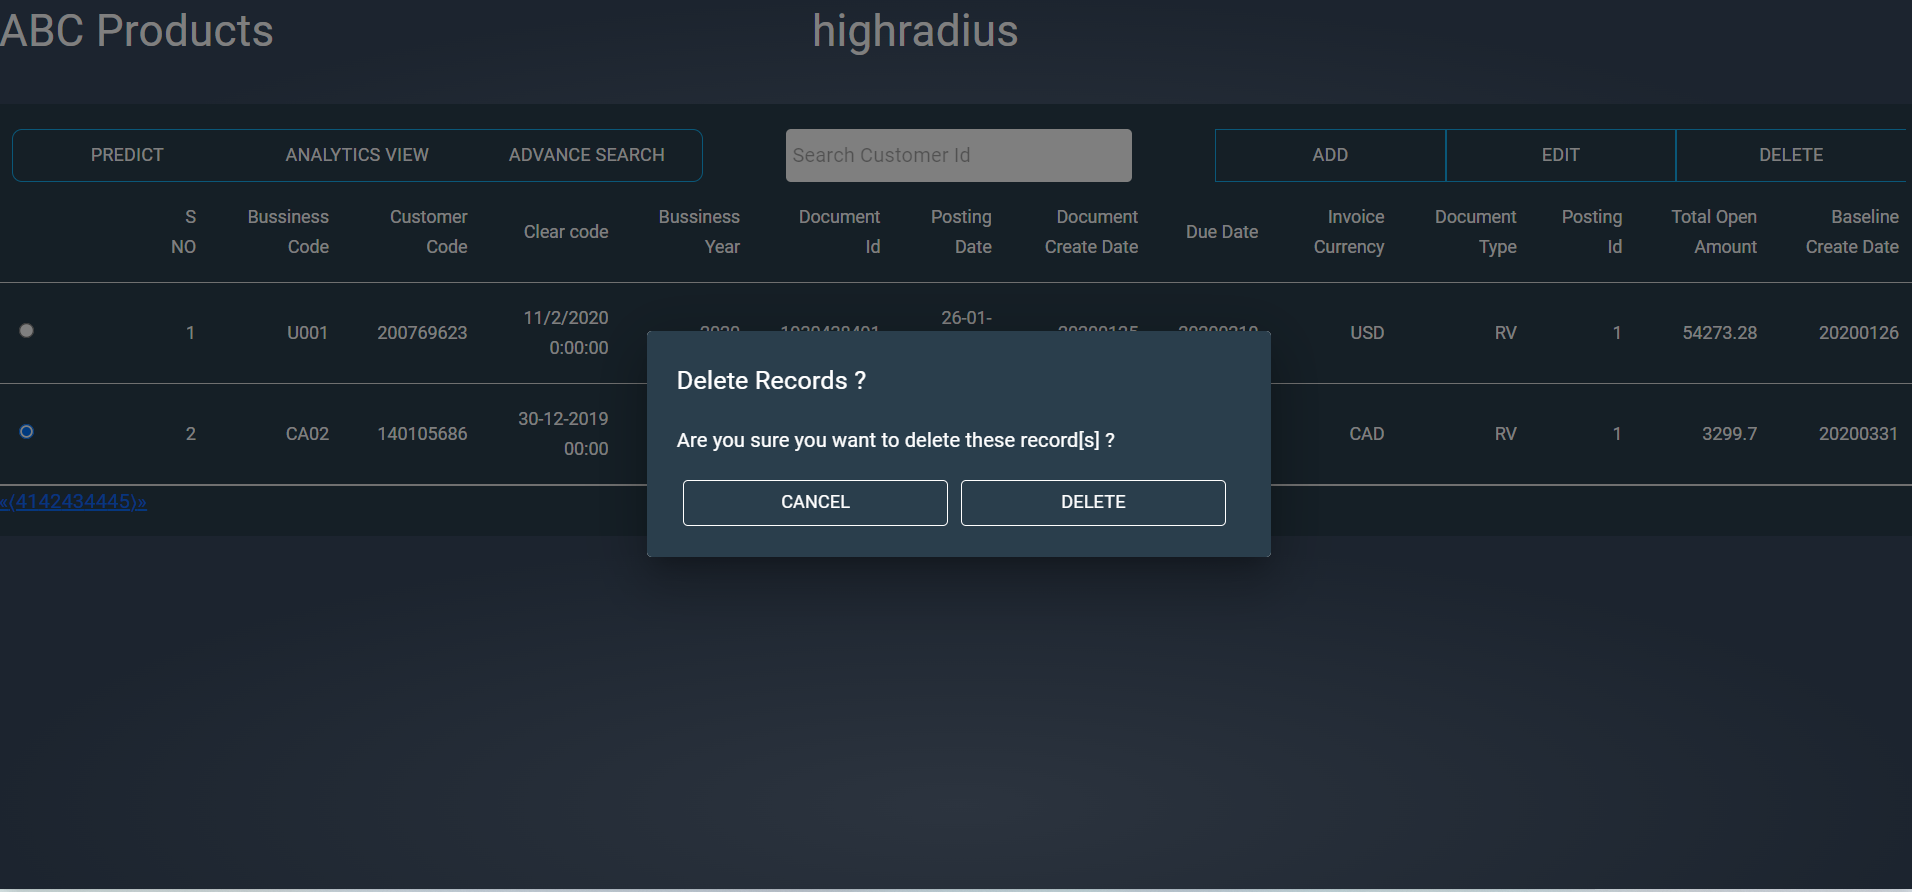 ABC Products highradius
PREDICT ANALYTICS VIEW ADVANCE SEARCH Search Customer Id ADD EDIT DELETE
S NO Bussiness Code Customer Code Clear code Bussiness Year Document Id Posting Date Document Create Date Due Date Invoice Currency Document Type Posting Id Total Open Amount Baseline Create Date
1 U001 200769623 11/2/2020 0:00:00 26-01- USD RV 1 54273.28 20200126
2 CA02 140105686 30-12-2019 00:00 CAD RV 1 3299.7 20200331
«⟨4142434445⟩»
Delete Records ?
Are you sure you want to delete these record[s] ?
CANCEL DELETE